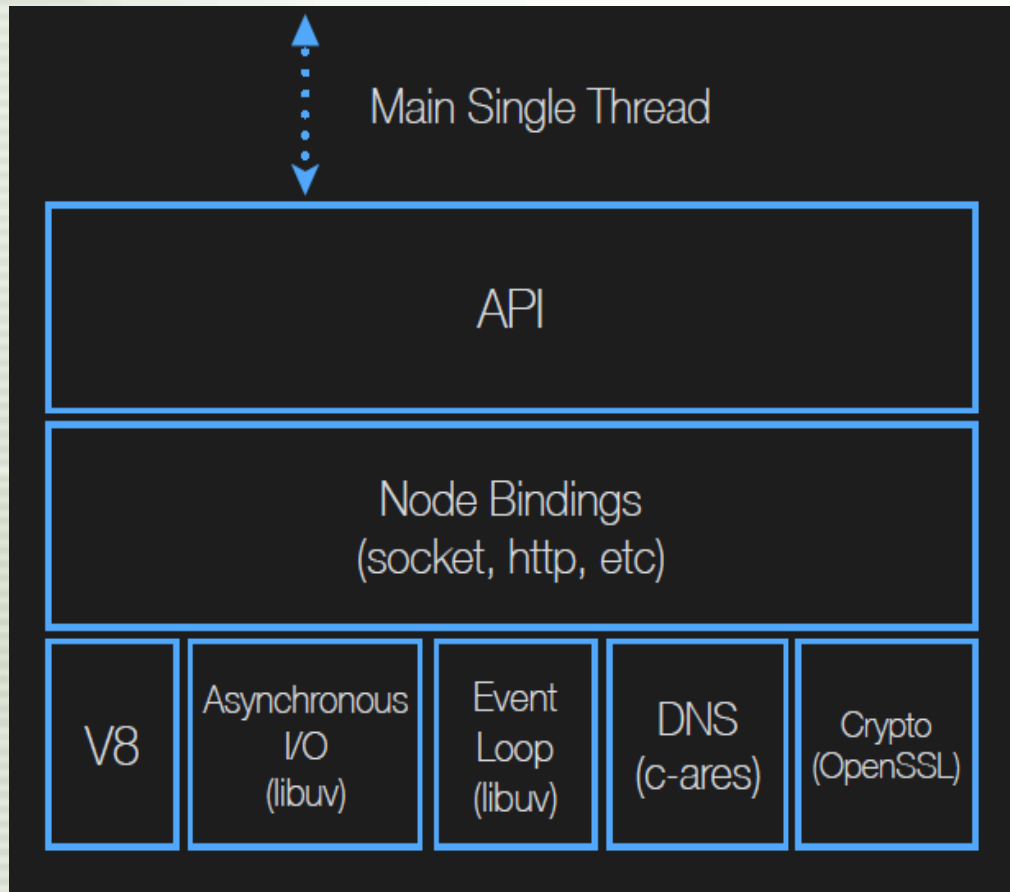 Main Single Thread
API
Node Bindings
(socket, http, etc)
V8
Asynchronous
I/O
(libuv)
Event
Loop
(libuv)
DNS
(c-ares)
Crypto
(OpenSSL)